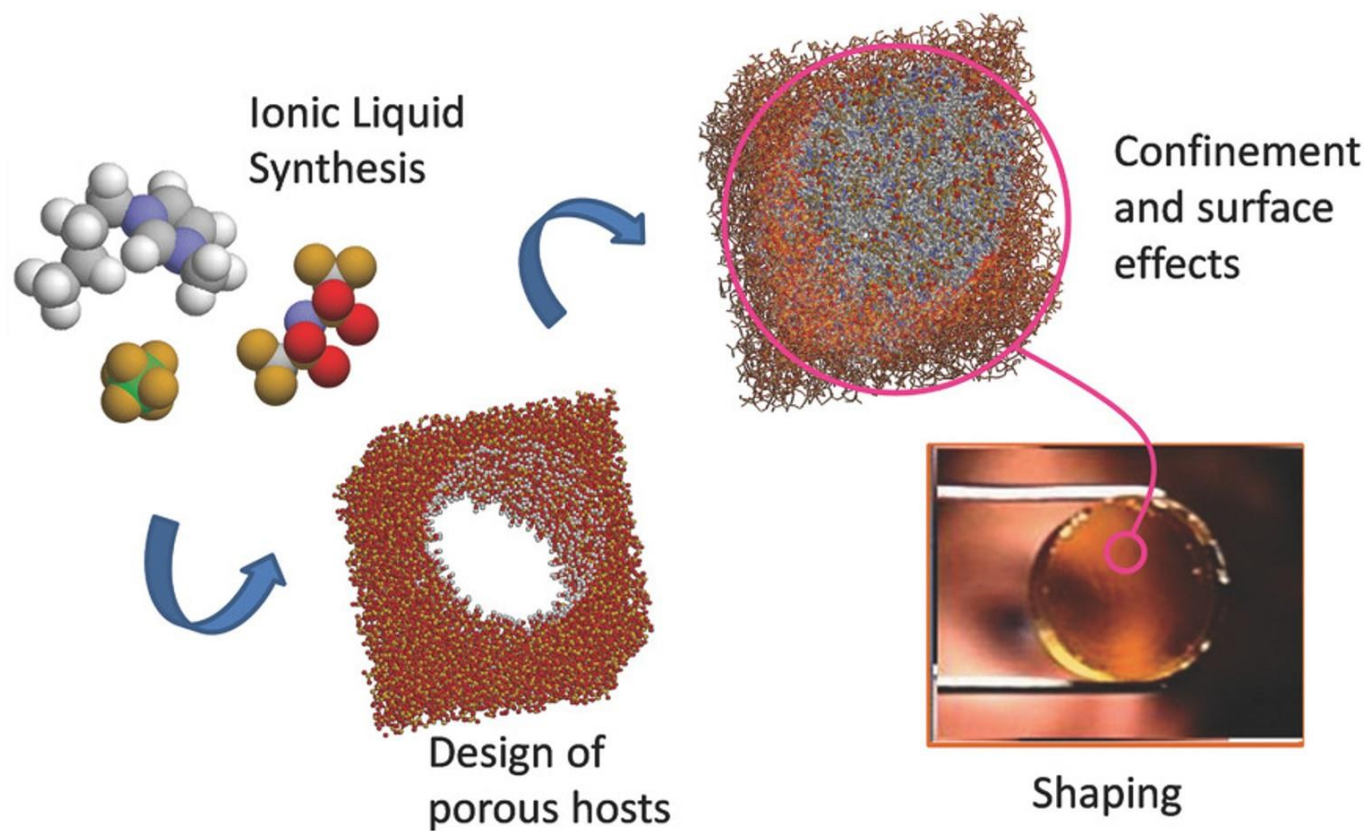 Ionic Liquid
Synthesis
Confinement
and surface
effects
Design of
porous hosts
Shaping